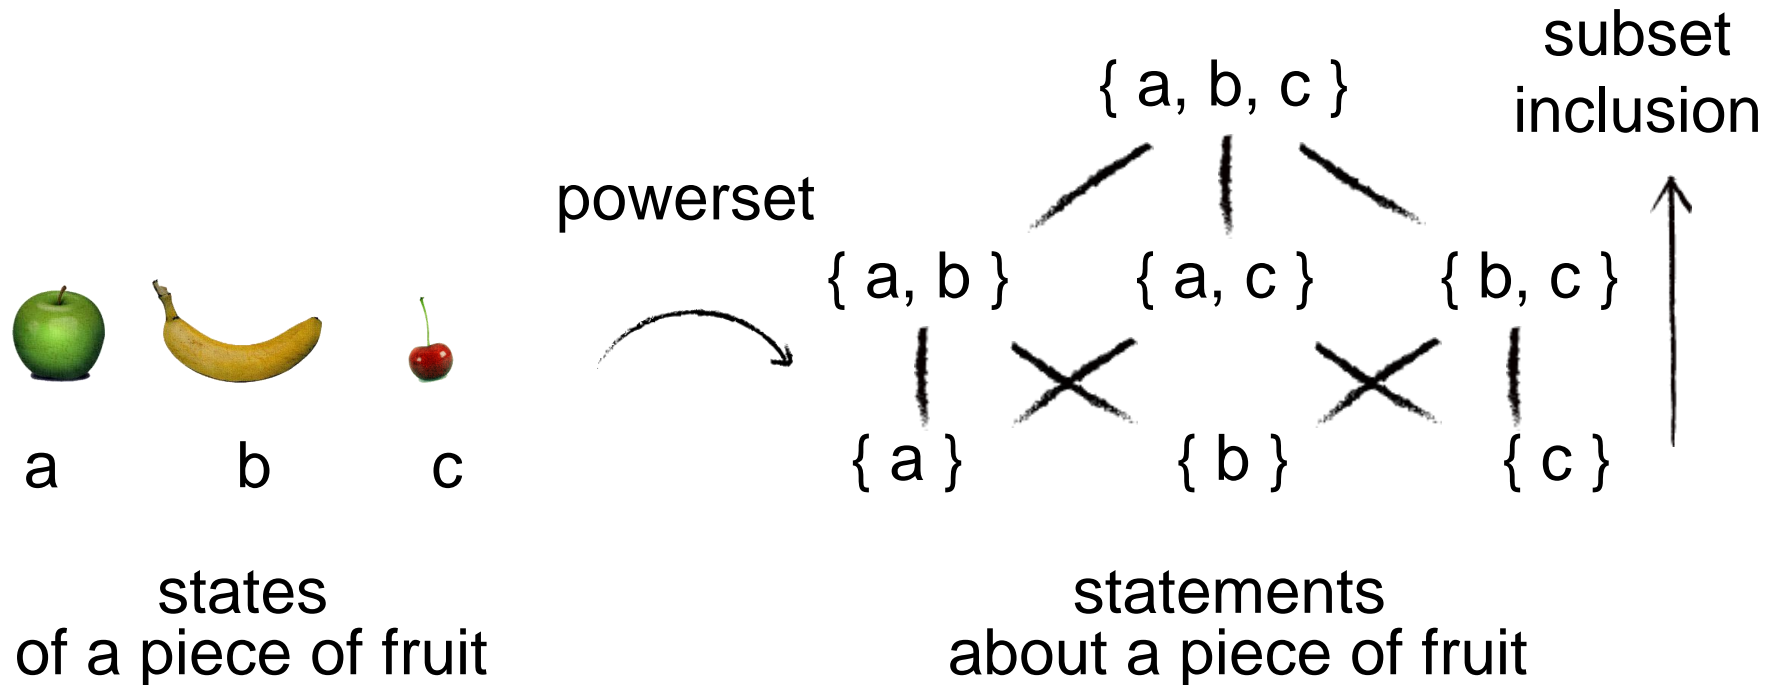 subset
inclusion
{ a, b, c }
powerset
{ a, b } { a, c } { b, c }
{ a } { b } { c }
a b c
states
of a piece of fruit
statements
about a piece of fruit